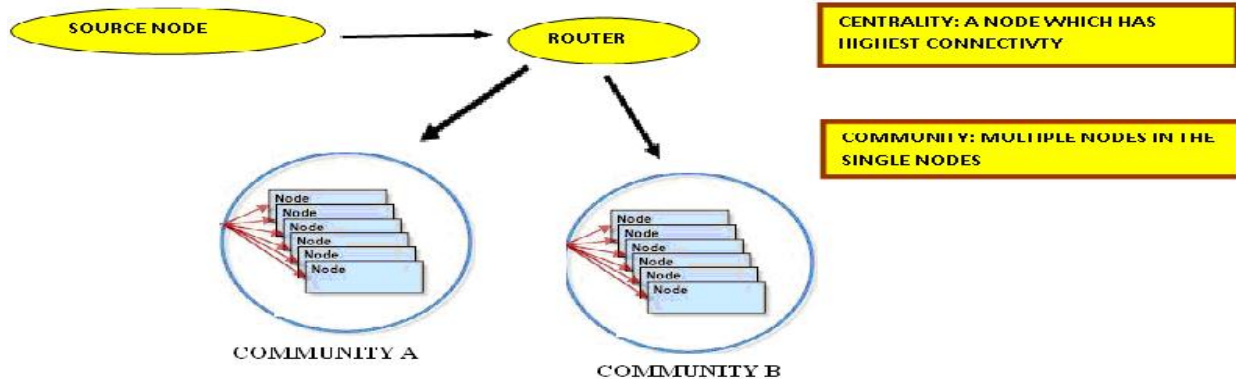 SOURCE NODE
ROUTER
CENTRALITY: A NODE WHICH HAS
HIGHEST CONNECTIVTY
COMMUNITY: MULTIPLE NODES IN THE
SINGLE NODES
Node
Node
Node
Node
Node
Node
COMMUNITY A
Node
Node
Node
Node
Node
Node
COMMUNITY B